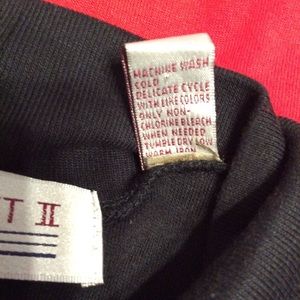 MACHINE WASH
COLD
DELICATE CYCLE
WITH LIKE COLORS
ONLY NON-
CHLORINE BLEACH
WHEN NEEDED
TUMBLE DRY LOW
WARM IRON
T II